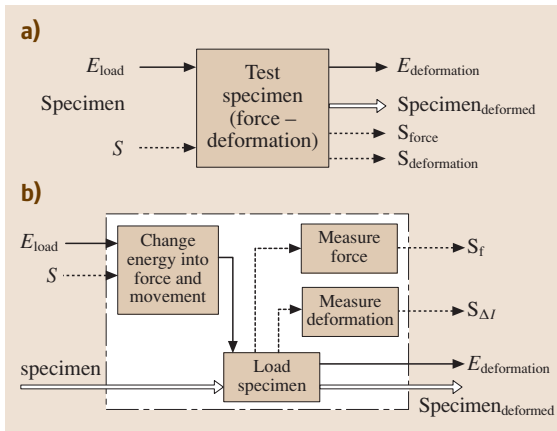 a)
E_load
Specimen
S
Test
specimen
(force –
deformation)
E_deformation
Specimen_deformed
S_force
S_deformation
b)
E_load
S
specimen
Change
energy into
force and
movement
Measure
force
Measure
deformation
Load
specimen
S_f
S_Δl
E_deformation
Specimen_deformed